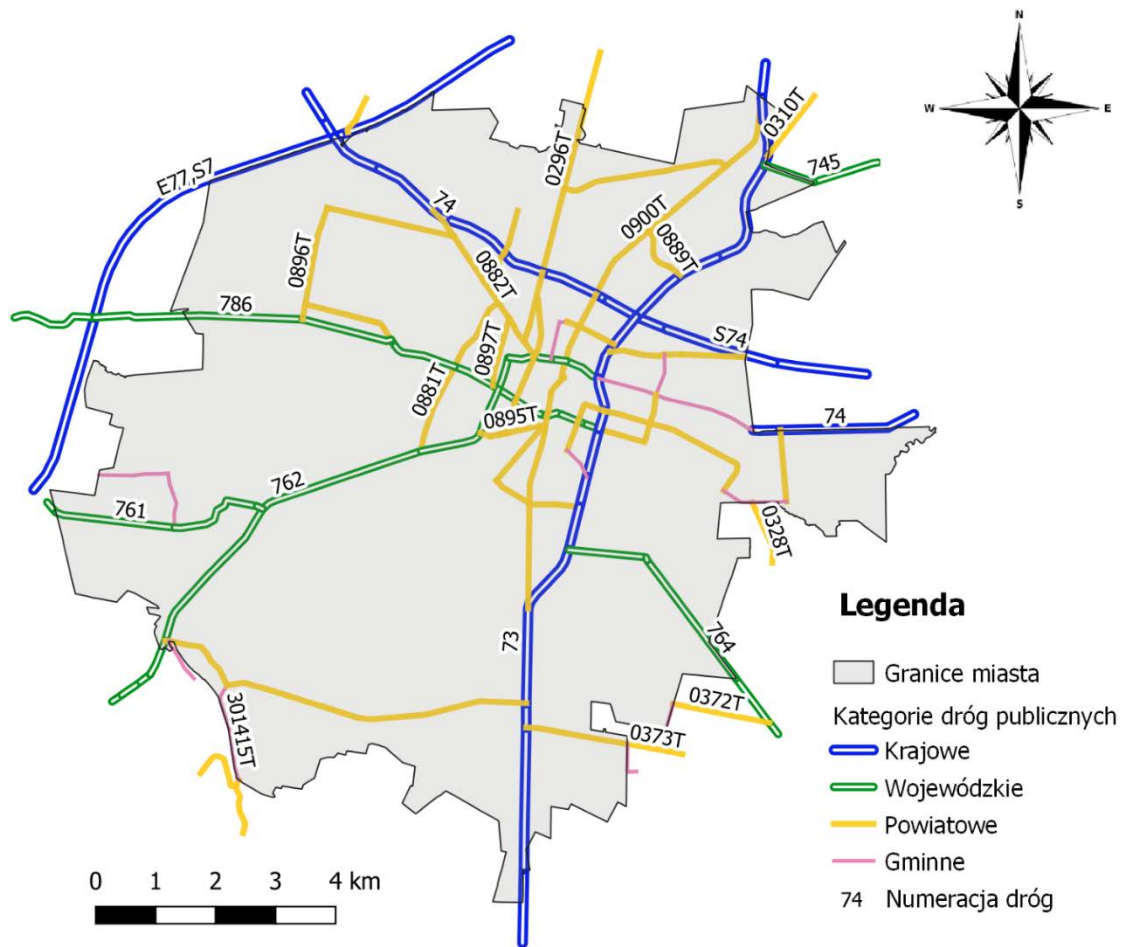 N
W
E
S
E77,S7
74
0296T
0310T
745
0900T
0889T
0896T
0882T
786
0897T
S74
0881T
0895T
74
762
761
0328T
764
73
0372T
0373T
301415T
Legenda
Granice miasta
Kategorie dróg publicznych
Krajowe
Wojewódzkie
Powiatowe
Gminne
74 Numeracja dróg
0 1 2 3 4 km